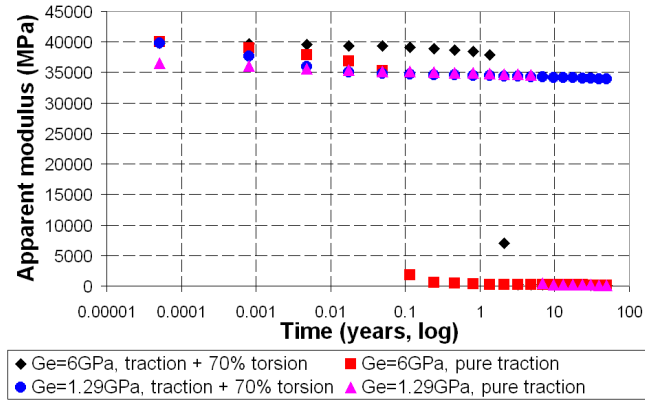 45000
40000
35000
30000
25000
20000
15000
10000
5000
0
Apparent modulus (MPa)
0.00001 0.0001 0.001 0.01 0.1 1 10 100
Time (years, log)
Ge=6GPa, traction + 70% torsion Ge=6GPa, pure traction
Ge=1.29GPa, traction + 70% torsion Ge=1.29GPa, pure traction